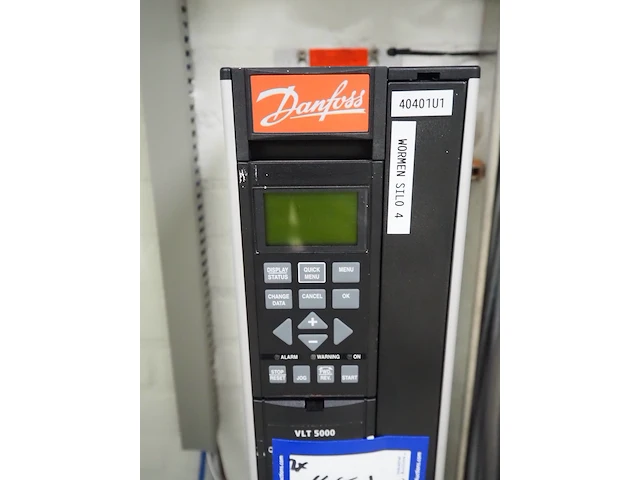 Danfoss
40401U1
WORMEN SILO 4
DISPLAY STATUS
QUICK MENU
MENU
CHANGE DATA
CANCEL
OK
ALARM
WARNING
ON
STOP RESET
JOG
FWD. REV.
START
VLT 5000
2x